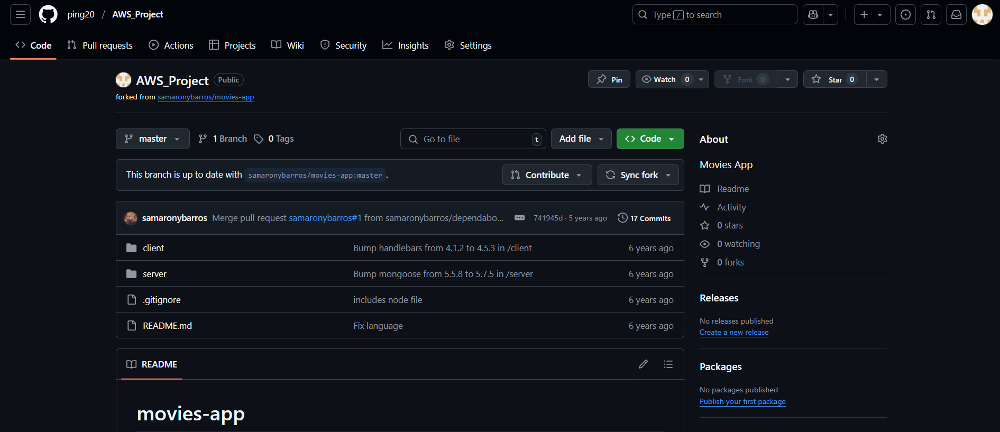 ping20 / AWS_Project
Type / to search
Code Pull requests Actions Projects Wiki Security Insights Settings
AWS_Project Public
forked from samaronybarros/movies-app
Pin Watch 0 Fork 0 Star 0
master 1 Branch 0 Tags
Go to file t Add file Code
This branch is up to date with samaronybarros/movies-app:master .
Contribute Sync fork
samaronybarros Merge pull request samaronybarros#1 from samaronybarros/dependabo... 741945d · 5 years ago 17 Commits
client Bump handlebars from 4.1.2 to 4.5.3 in /client 6 years ago
server Bump mongoose from 5.5.8 to 5.7.5 in /server 6 years ago
.gitignore includes node file 6 years ago
README.md Fix language 6 years ago
README
movies-app
About
Movies App
Readme
Activity
0 stars
0 watching
0 forks
Releases
No releases published
Create a new release
Packages
No packages published
Publish your first package